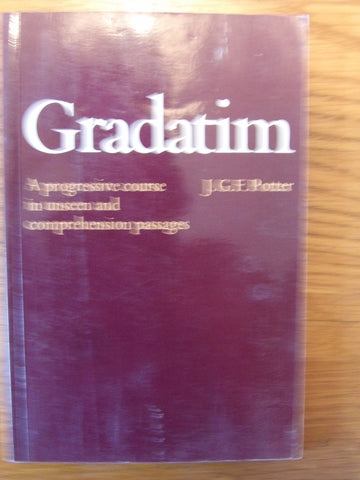 Gradatim
A progressive course
in unseen and
comprehension passages
J. G. F. Potter